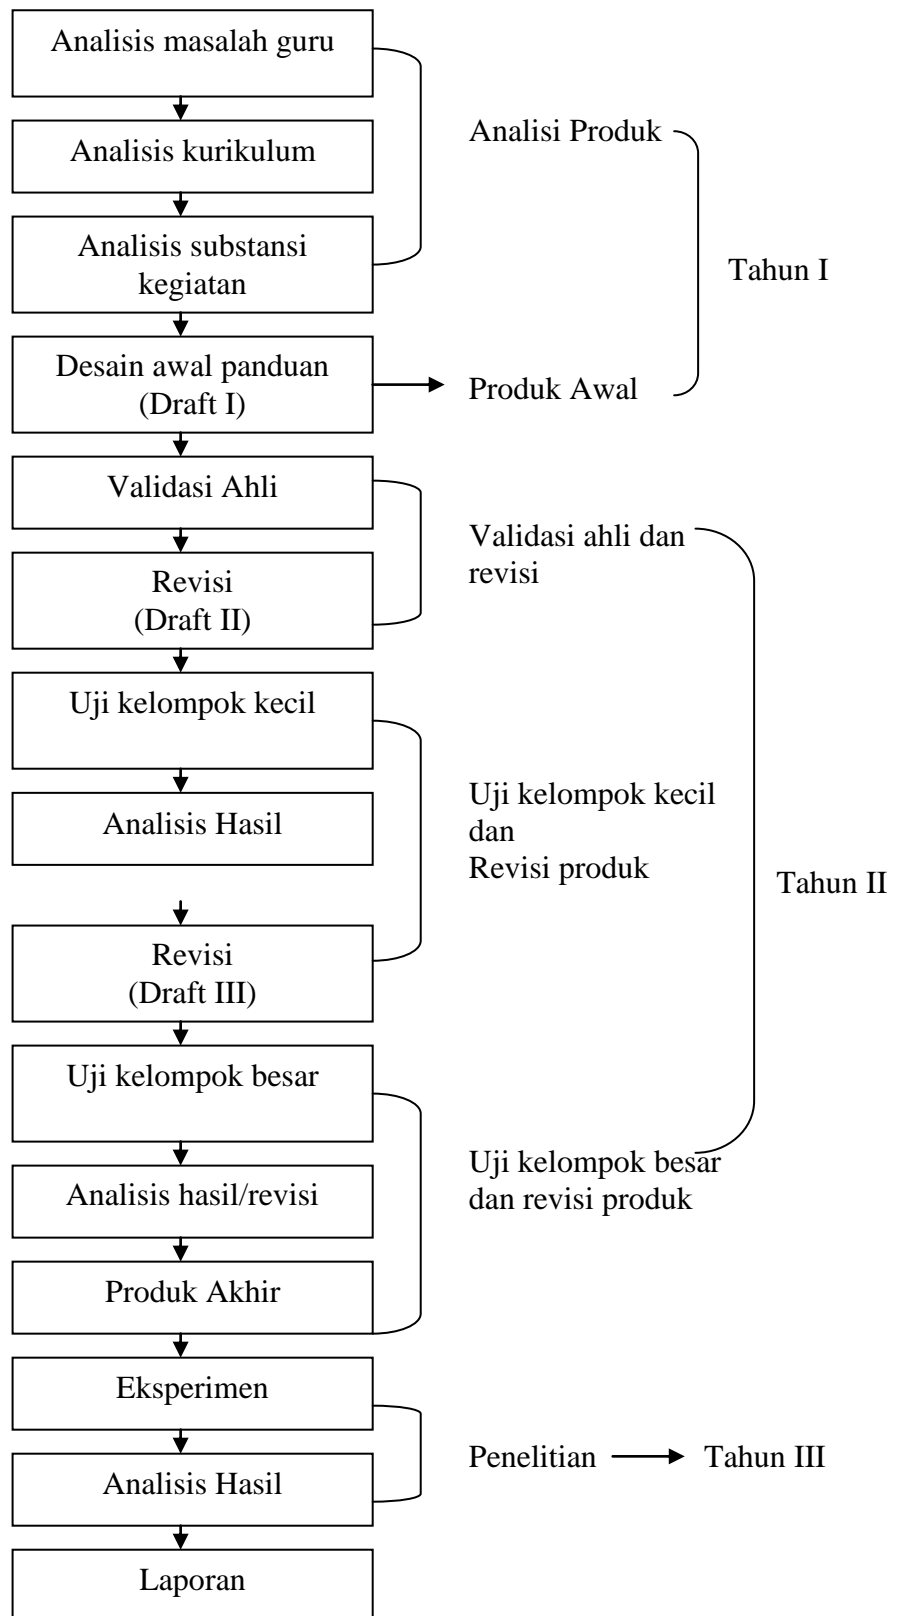 Analisis masalah guru
Analisis kurikulum
Analisis substansi
kegiatan
Desain awal panduan
(Draft I)
Validasi Ahli
Revisi
(Draft II)
Uji kelompok kecil
Analisis Hasil
Revisi
(Draft III)
Uji kelompok besar
Analisis hasil/revisi
Produk Akhir
Eksperimen
Analisis Hasil
Laporan
Analisi Produk
Produk Awal
Validasi ahli dan
revisi
Uji kelompok kecil
dan
Revisi produk
Uji kelompok besar
dan revisi produk
Penelitian
Tahun I
Tahun II
Tahun III